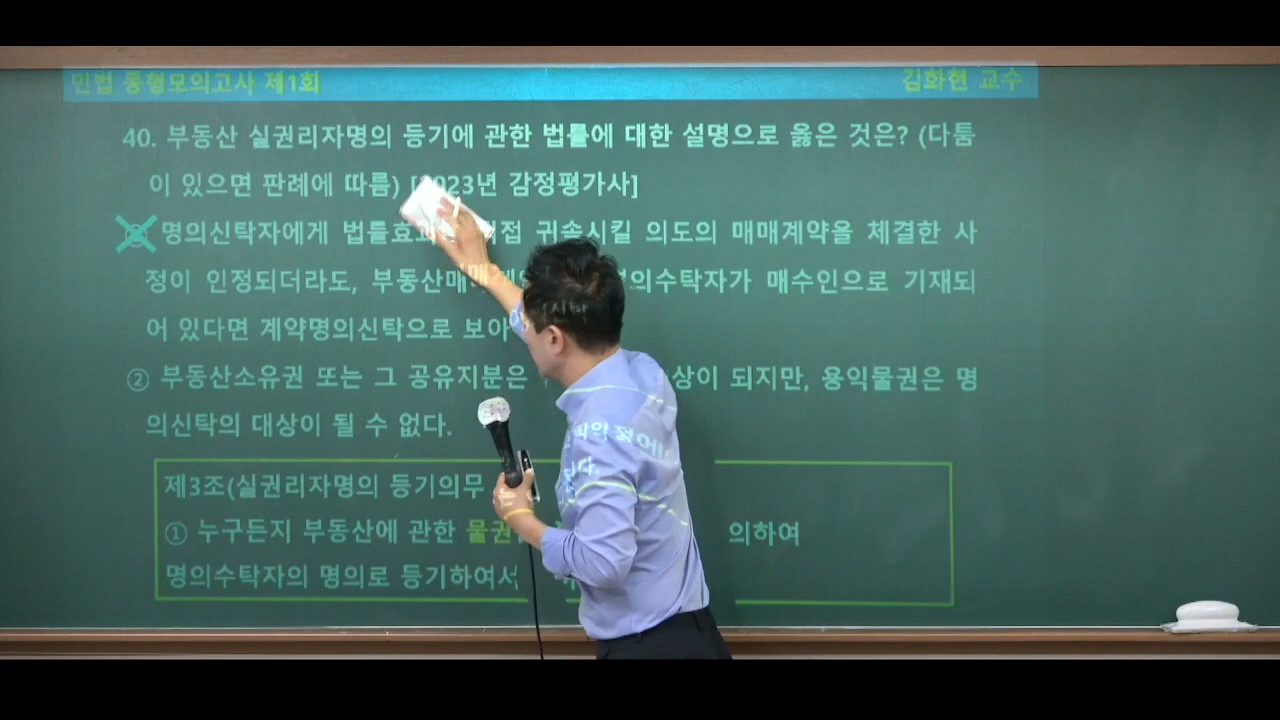 민법 동형모의고사 제1회
김화현 교수
40. 부동산 실권리자명의 등기에 관한 법률에 대한 설명으로 옳은 것은? (다툼
이 있으면 판례에 따름) [2023년 감정평가사]
명의신탁자에게 법률효과 직접 귀속시킬 의도의 매매계약을 체결한 사
정이 인정되더라도, 부동산매매 명의수탁자가 매수인으로 기재되
어 있다면 계약명의신탁으로 보아
② 부동산소유권 또는 그 공유지분은 상이 되지만, 용익물권은 명
의신탁의 대상이 될 수 없다.
제3조(실권리자명의 등기의무
① 누구든지 부동산에 관한 물권 의하여
명의수탁자의 명의로 등기하여서